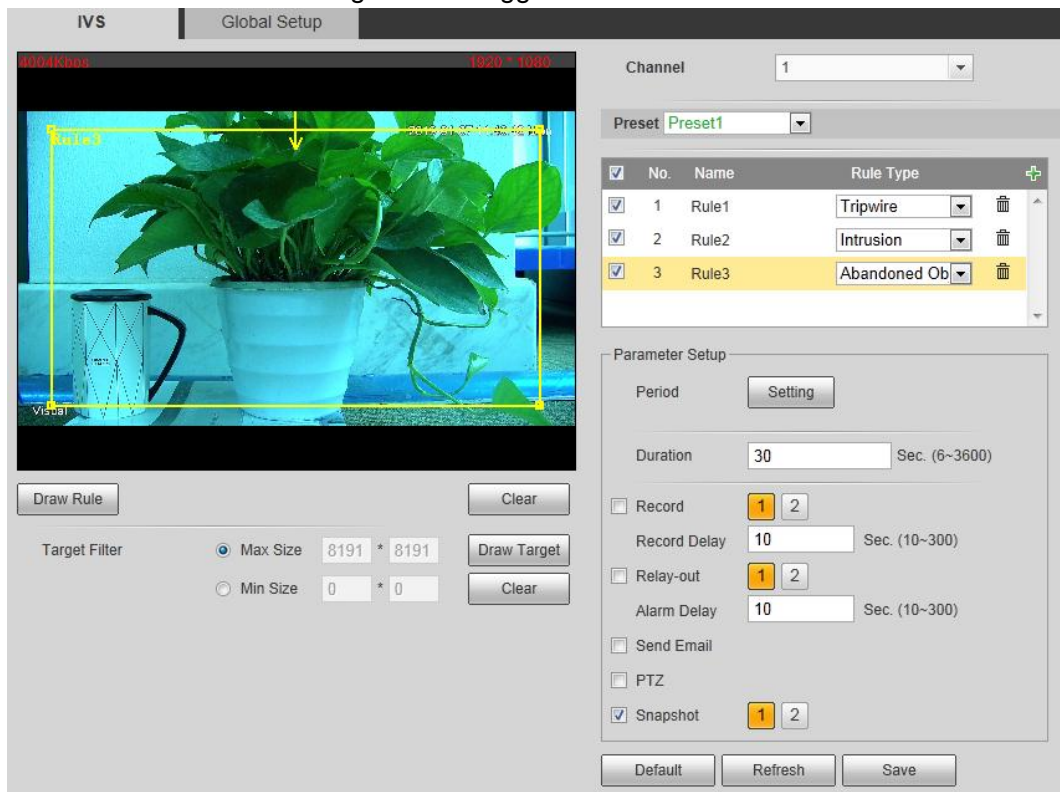 IVS Global Setup
4004Kbps 1920 * 1080
Rule3
Visual
Draw Rule Clear
Target Filter Max Size 8191 * 8191 Draw Target
Min Size 0 * 0 Clear
Channel 1
Preset Preset1
No. Name Rule Type
1 Rule1 Tripwire
2 Rule2 Intrusion
3 Rule3 Abandoned Ob
Parameter Setup
Period Setting
Duration 30 Sec. (6~3600)
Record 1 2
Record Delay 10 Sec. (10~300)
Relay-out 1 2
Alarm Delay 10 Sec. (10~300)
Send Email
PTZ
Snapshot 1 2
Default Refresh Save